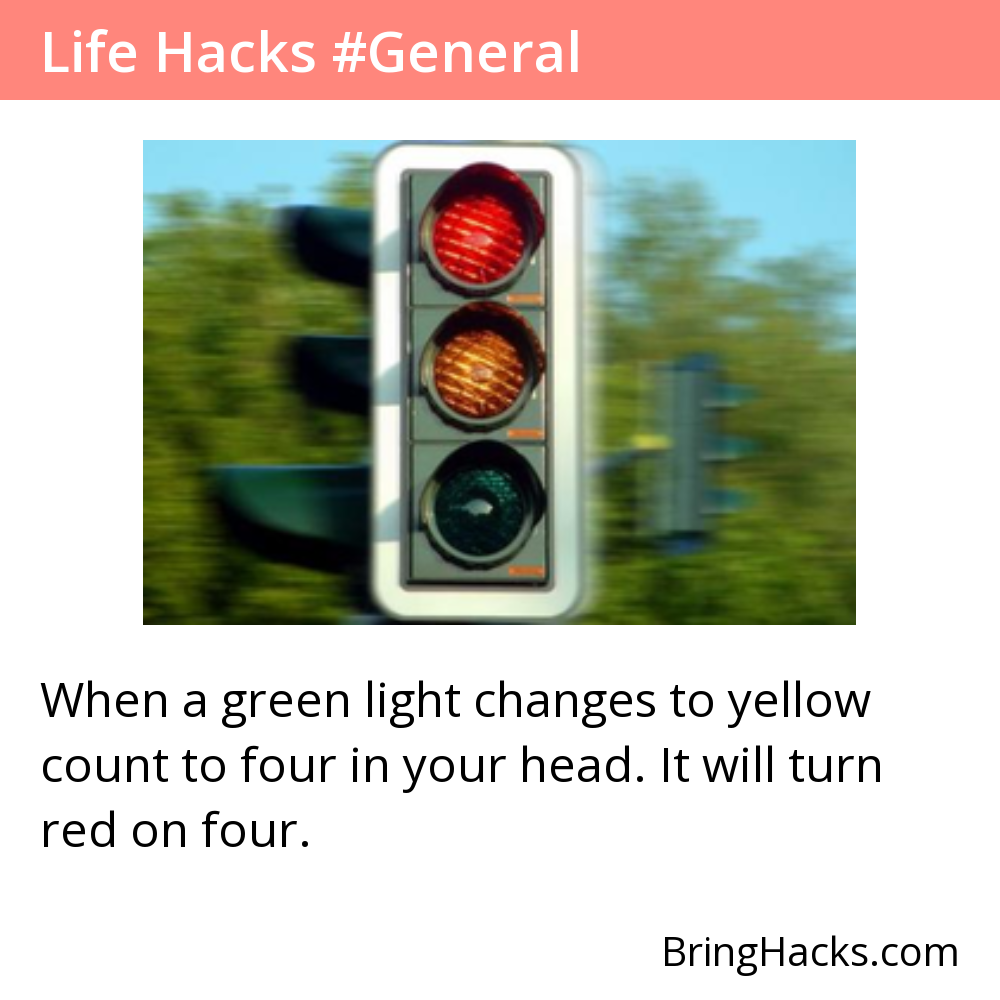 Life Hacks #General
When a green light changes to yellow
count to four in your head. It will turn
red on four.
BringHacks.com